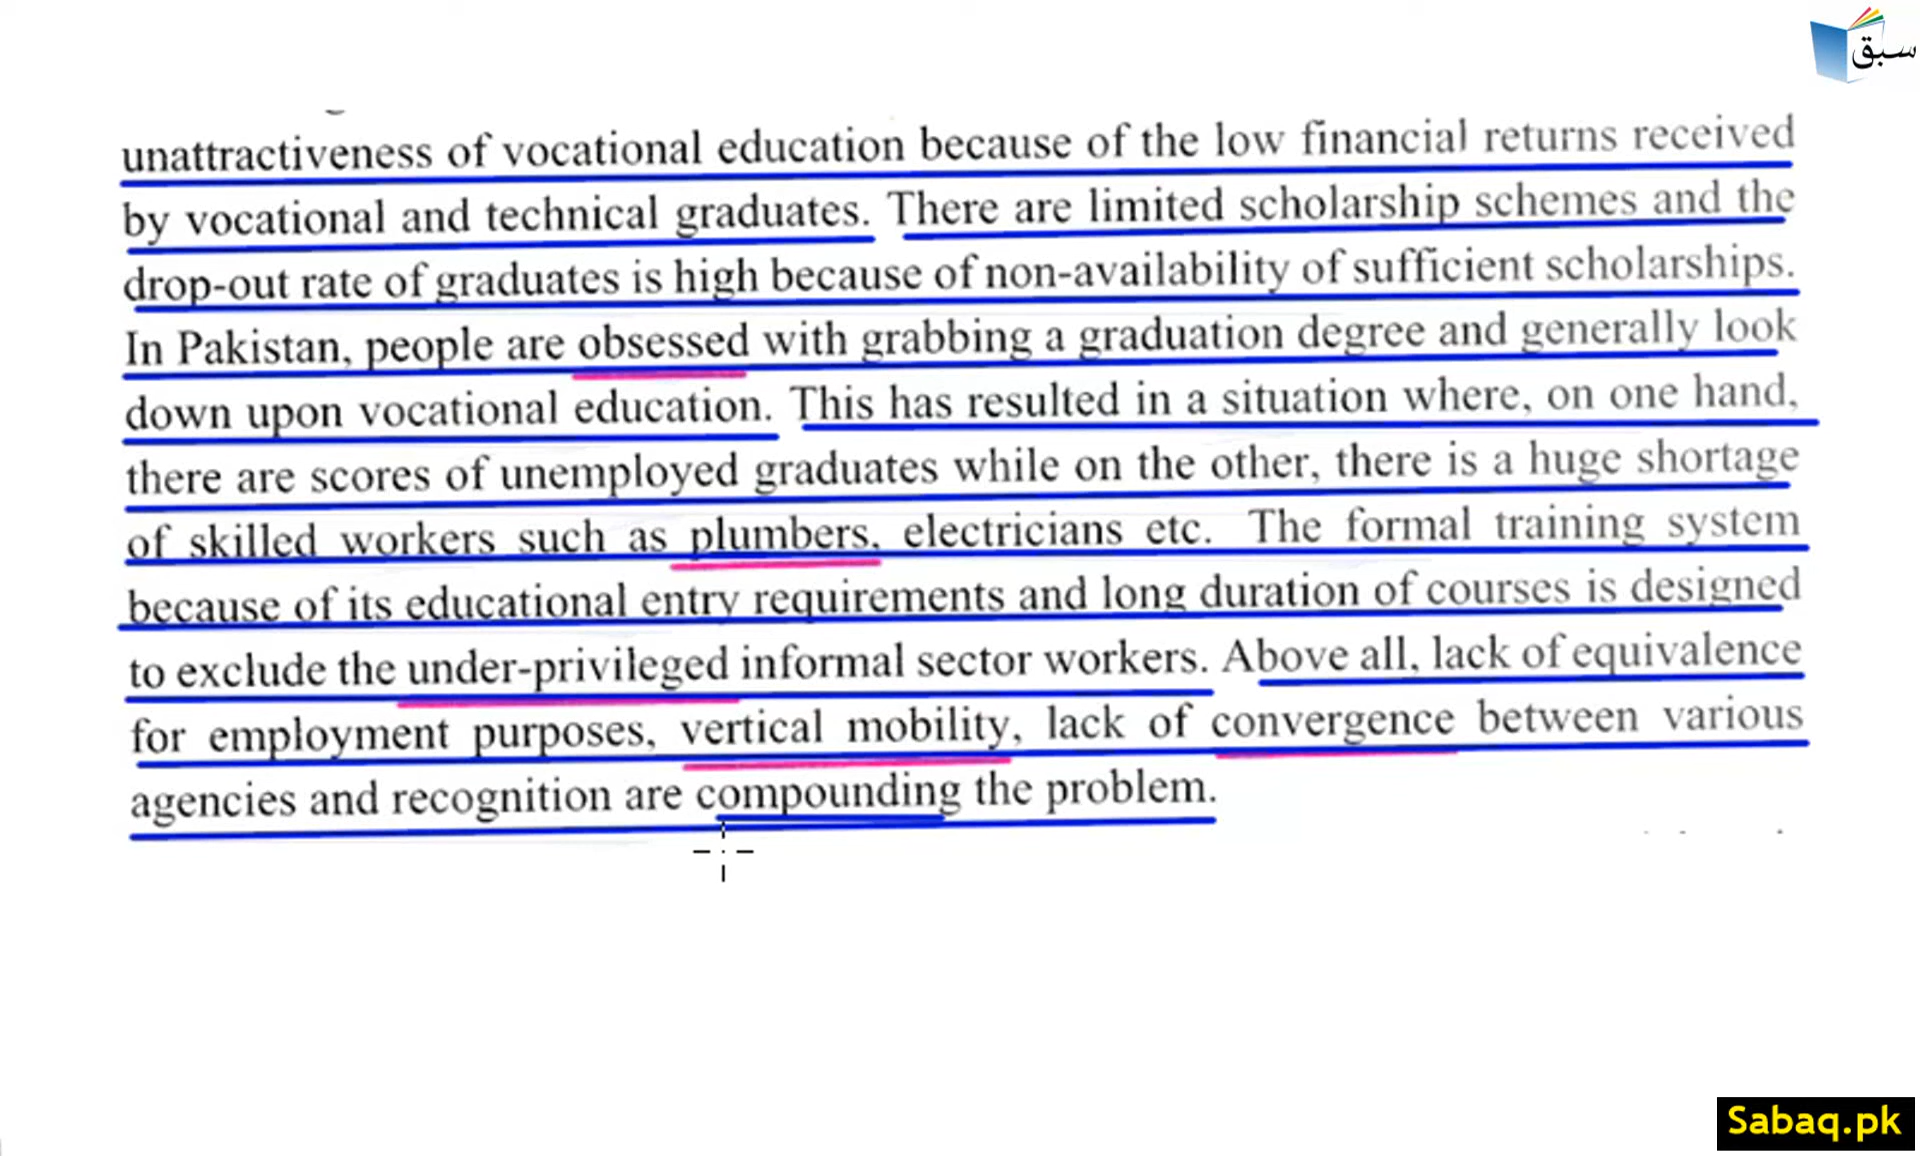 سبق
unattractiveness of vocational education because of the low financial returns received
by vocational and technical graduates. There are limited scholarship schemes and the
drop-out rate of graduates is high because of non-availability of sufficient scholarships.
In Pakistan, people are obsessed with grabbing a graduation degree and generally look
down upon vocational education. This has resulted in a situation where, on one hand,
there are scores of unemployed graduates while on the other, there is a huge shortage
of skilled workers such as plumbers, electricians etc. The formal training system
because of its educational entry requirements and long duration of courses is designed
to exclude the under-privileged informal sector workers. Above all, lack of equivalence
for employment purposes, vertical mobility, lack of convergence between various
agencies and recognition are compounding the problem.
Sabaq.pk